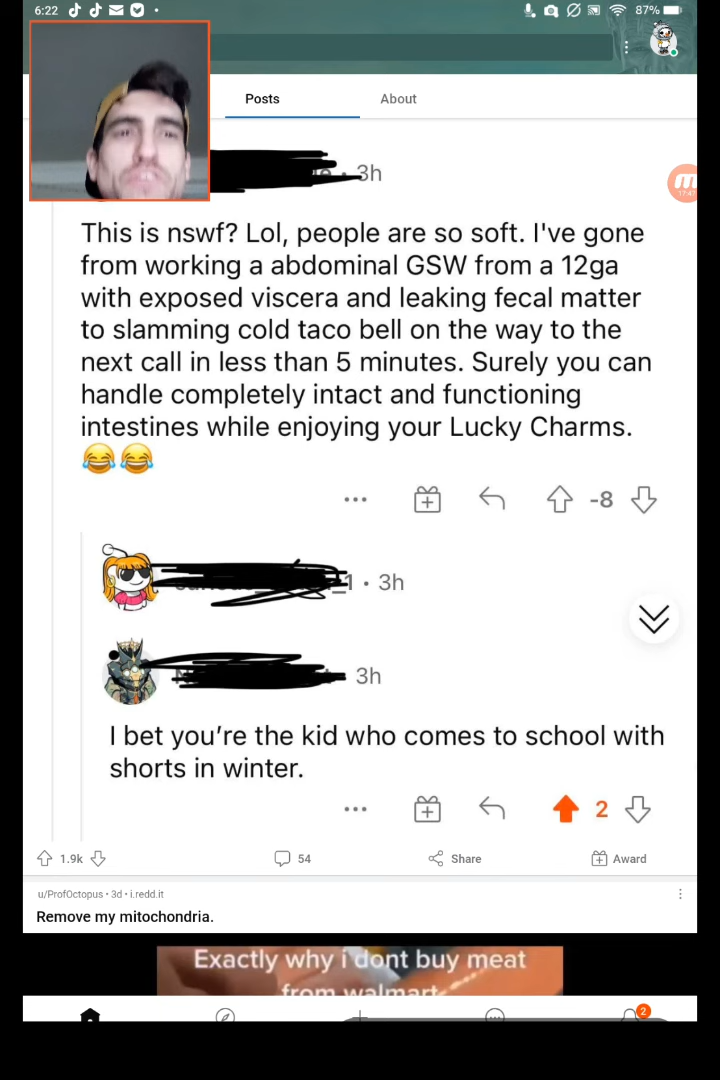 6:22
87%
Posts
About
3h
17:47
This is nswf? Lol, people are so soft. I've gone
from working a abdominal GSW from a 12ga
with exposed viscera and leaking fecal matter
to slamming cold taco bell on the way to the
next call in less than 5 minutes. Surely you can
handle completely intact and functioning
intestines while enjoying your Lucky Charms.
😂😂
-8
_1 • 3h
3h
I bet you're the kid who comes to school with
shorts in winter.
2
1.9k
54
Share
Award
u/ProfOctopus • 3d • i.redd.it
Remove my mitochondria.
Exactly why i dont buy meat
from walmart
2